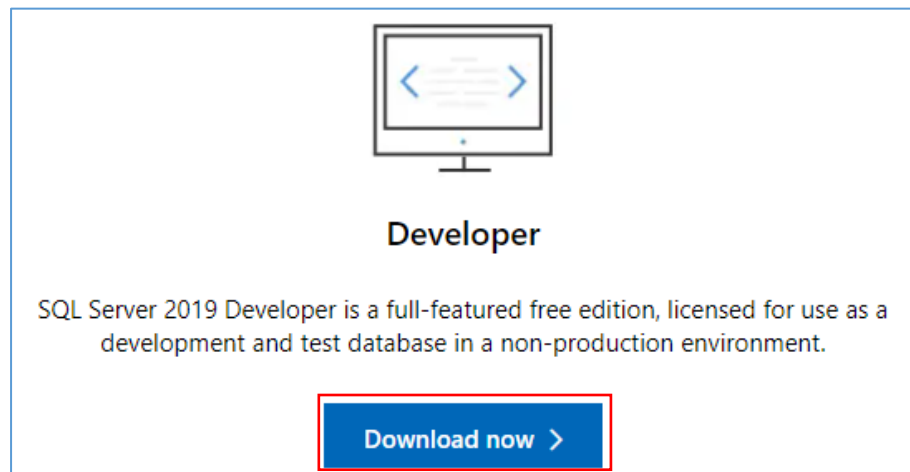 Developer
SQL Server 2019 Developer is a full-featured free edition, licensed for use as a
development and test database in a non-production environment.
Download now >